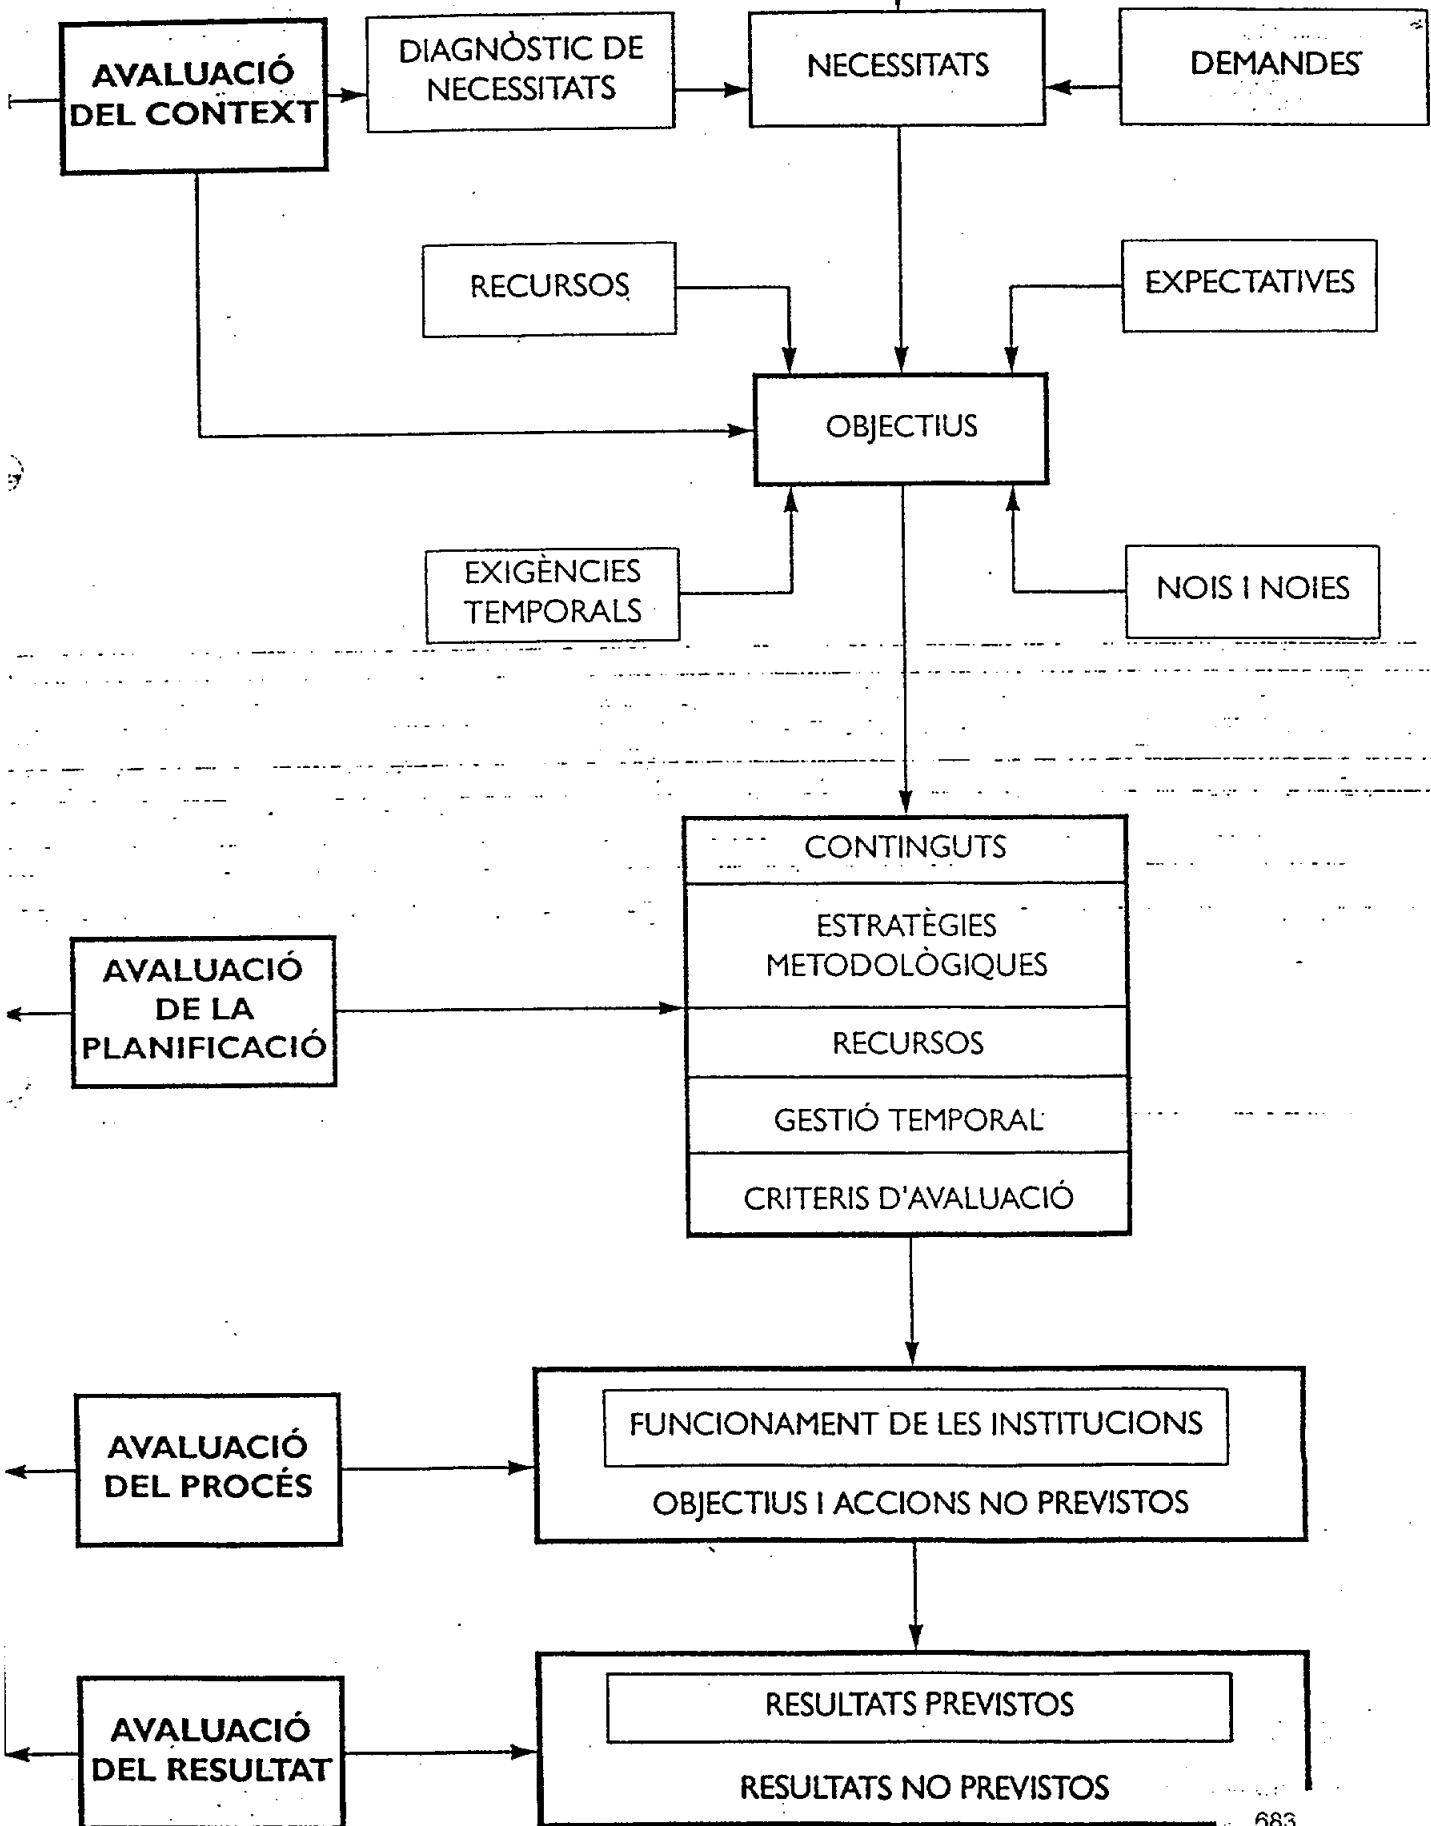 AVALUACIÓ
DEL CONTEXT
DIAGNÒSTIC DE
NECESSITATS
NECESSITATS
DEMANDES
RECURSOS
EXPECTATIVES
OBJECTIUS
EXIGÈNCIES
TEMPORALS
NOIS I NOIES
CONTINGUTS
ESTRATÈGIES
METODOLÒGIQUES
RECURSOS
GESTIÓ TEMPORAL
CRITERIS D'AVALUACIÓ
AVALUACIÓ
DE LA
PLANIFICACIÓ
AVALUACIÓ
DEL PROCÉS
FUNCIONAMENT DE LES INSTITUCIONS
OBJECTIUS I ACCIONS NO PREVISTOS
AVALUACIÓ
DEL RESULTAT
RESULTATS PREVISTOS
RESULTATS NO PREVISTOS
683